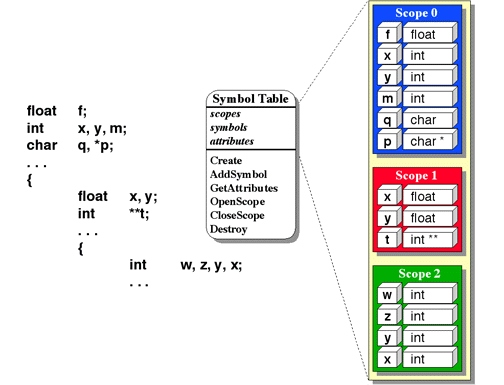 float f;
int x, y, m;
char q, *p;
. . .
{
float x, y;
int **t;
. . .
{
int w, z, y, x;
. . .
Symbol Table
scopes
symbols
attributes
Create
AddSymbol
GetAttributes
OpenScope
CloseScope
Destroy
Scope 0
f float
x int
y int
m int
q char
p char *
Scope 1
x float
y float
t int **
Scope 2
w int
z int
y int
x int